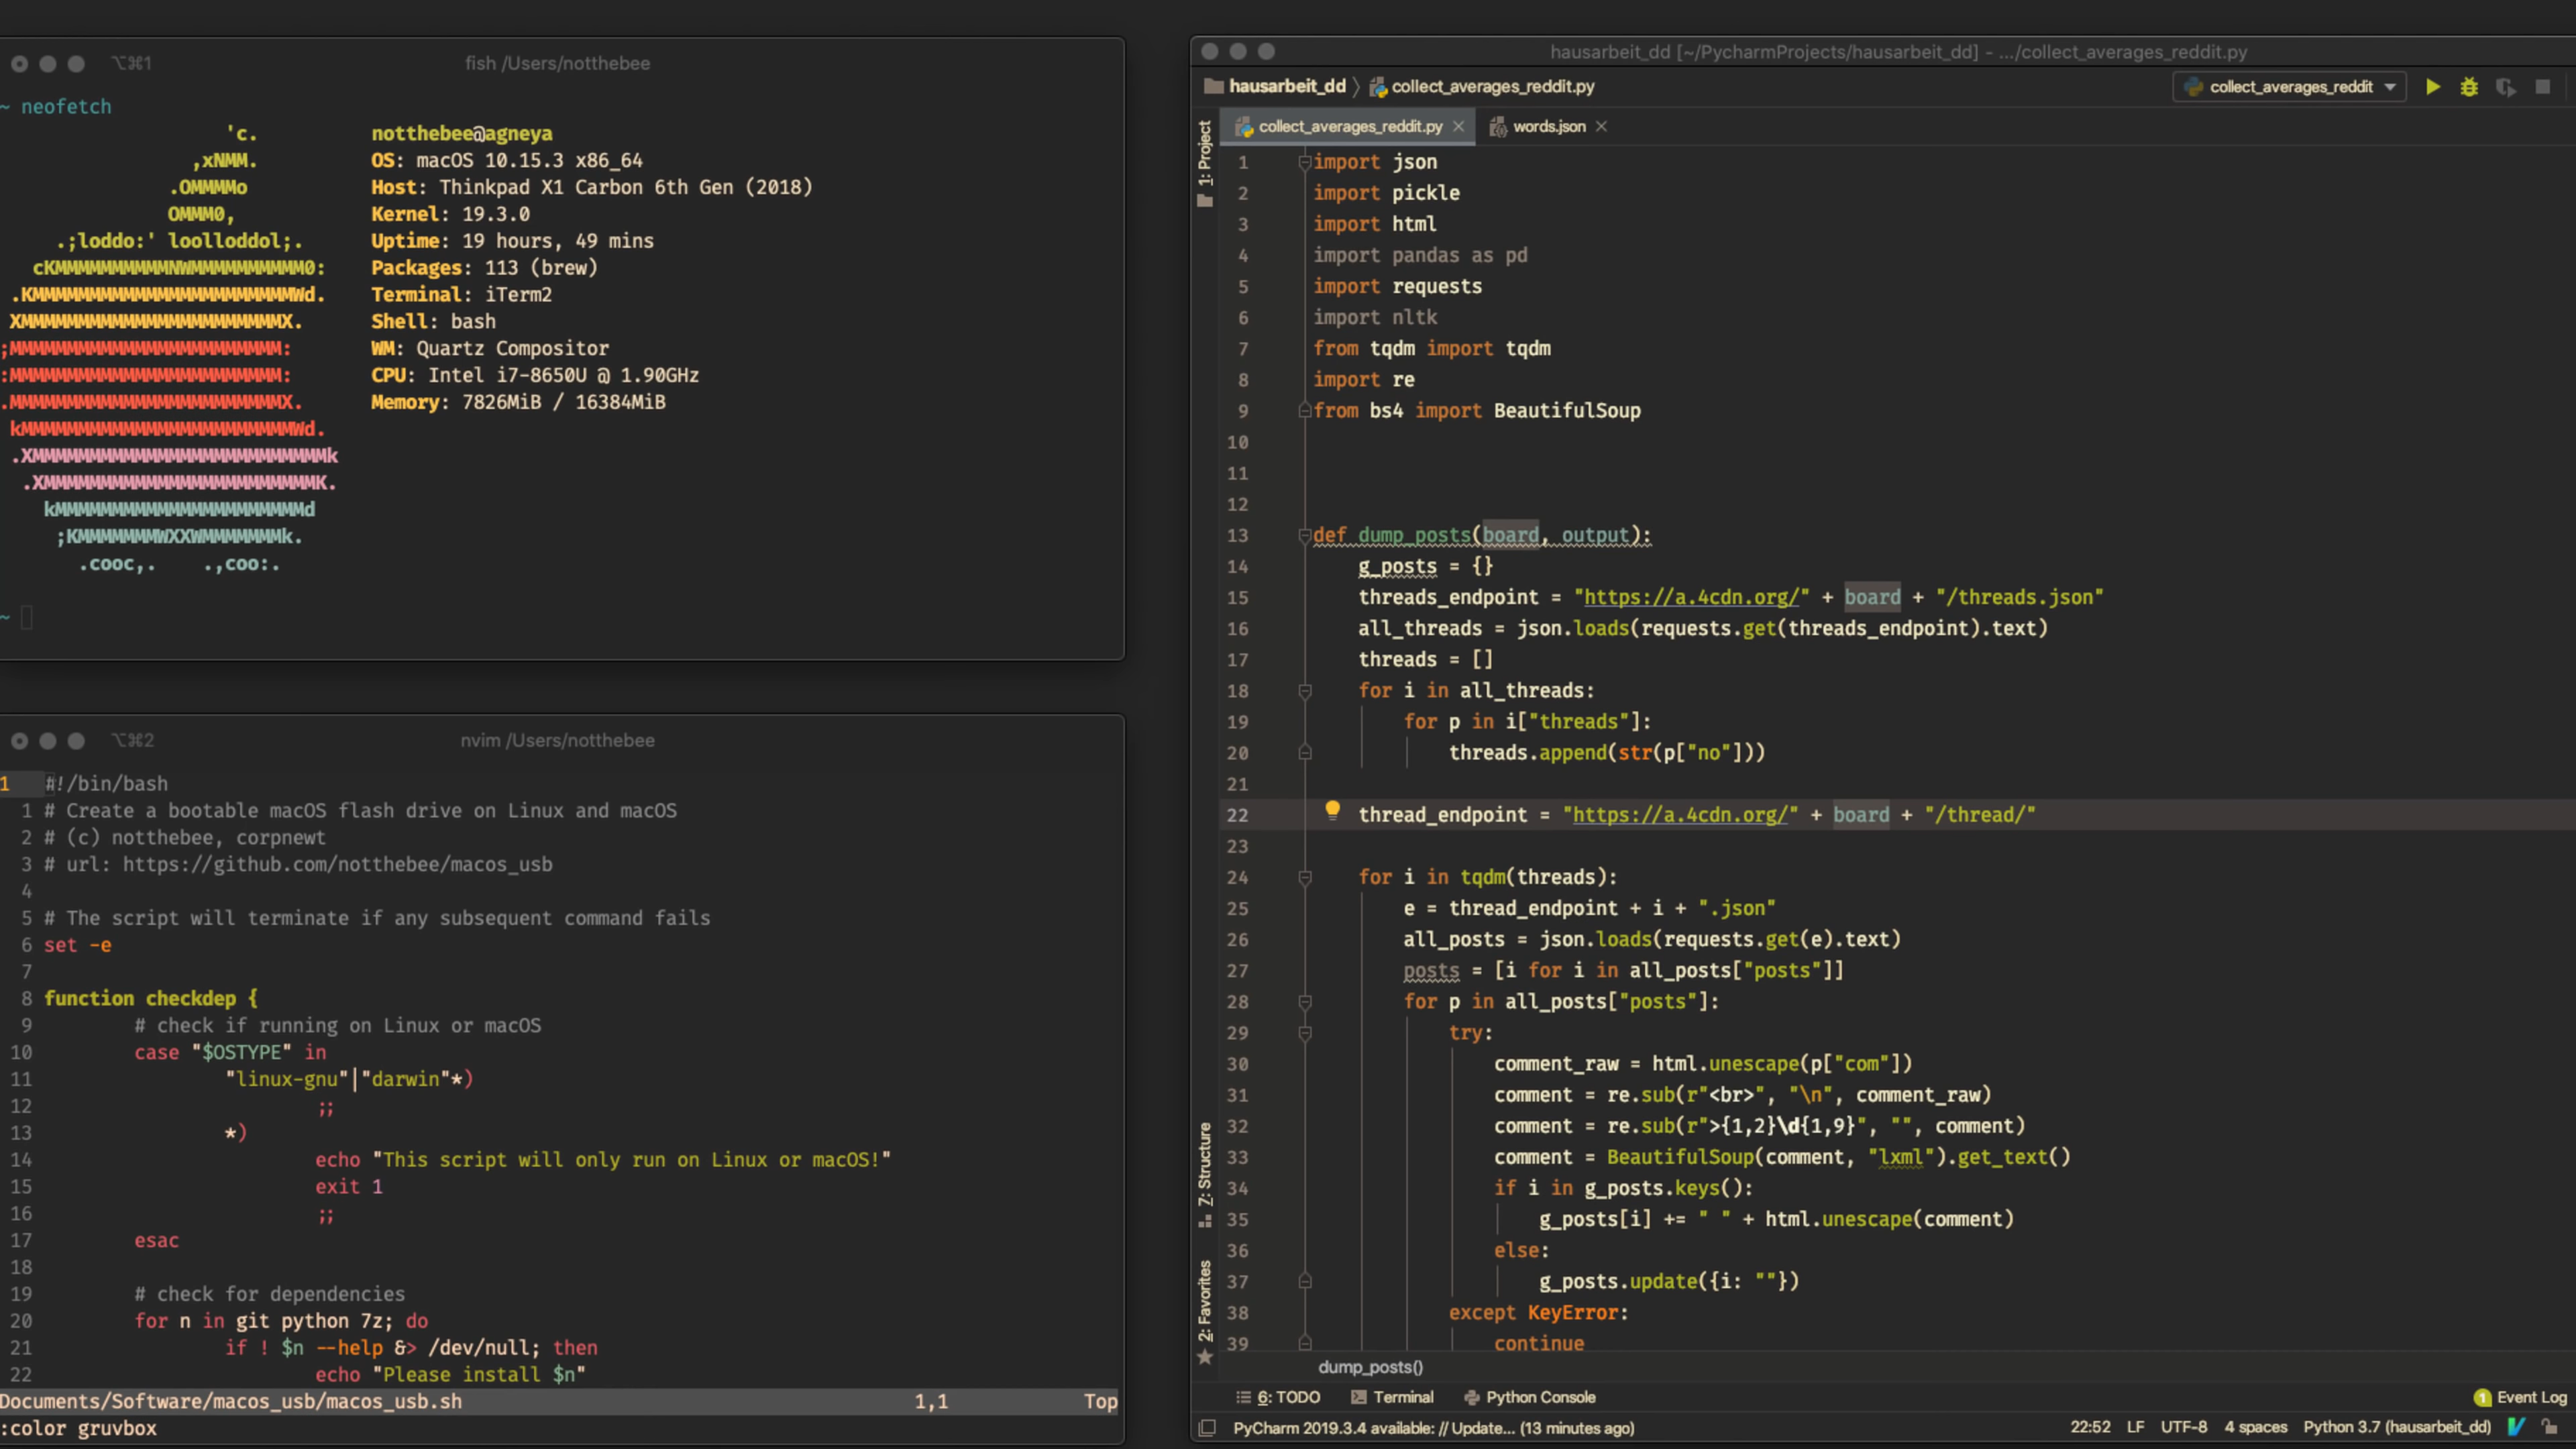 ⌥⌘1
fish /Users/notthebee
~ neofetch
'c.
,xNMM.
.OMMMMo
OMMM0,
.;loddo:' loolloddol;.
cKMMMMMMMMMMNWMMMMMMMMMM0:
.KMMMMMMMMMMMMMMMMMMMMMMMWd.
XMMMMMMMMMMMMMMMMMMMMMMMX.
;MMMMMMMMMMMMMMMMMMMMMMMM:
:MMMMMMMMMMMMMMMMMMMMMMMM:
.MMMMMMMMMMMMMMMMMMMMMMMMX.
kMMMMMMMMMMMMMMMMMMMMMMMMWd.
.XMMMMMMMMMMMMMMMMMMMMMMMMMMk
.XMMMMMMMMMMMMMMMMMMMMMMMMK.
kMMMMMMMMMMMMMMMMMMMMMMd
;KMMMMMMMWXXWMMMMMMMk.
.cooc,.    .,coo:.
notthebee@agneya
OS: macOS 10.15.3 x86_64
Host: Thinkpad X1 Carbon 6th Gen (2018)
Kernel: 19.3.0
Uptime: 19 hours, 49 mins
Packages: 113 (brew)
Terminal: iTerm2
Shell: bash
WM: Quartz Compositor
CPU: Intel i7-8650U @ 1.90GHz
Memory: 7826MiB / 16384MiB
~
⌥⌘2
nvim /Users/notthebee
1 #!/bin/bash
1 # Create a bootable macOS flash drive on Linux and macOS
2 # (c) notthebee, corpnewt
3 # url: https://github.com/notthebee/macos_usb
4
5 # The script will terminate if any subsequent command fails
6 set -e
7
8 function checkdep {
9 # check if running on Linux or macOS
10 case "$OSTYPE" in
11 "linux-gnu"|"darwin"*)
12 ;;
13 *)
14 echo "This script will only run on Linux or macOS!"
15 exit 1
16 ;;
17 esac
18
19 # check for dependencies
20 for n in git python 7z; do
21 if ! $n --help &> /dev/null; then
22 echo "Please install $n"
Documents/Software/macos_usb/macos_usb.sh 1,1 Top
:color gruvbox
hausarbeit_dd [~/PycharmProjects/hausarbeit_dd] - .../collect_averages_reddit.py
hausarbeit_dd collect_averages_reddit.py
collect_averages_reddit
collect_averages_reddit.py
words.json
1: Project
1 import json
2 import pickle
3 import html
4 import pandas as pd
5 import requests
6 import nltk
7 from tqdm import tqdm
8 import re
9 from bs4 import BeautifulSoup
10
11
12
13 def dump_posts(board, output):
14 g_posts = {}
15 threads_endpoint = "https://a.4cdn.org/" + board + "/threads.json"
16 all_threads = json.loads(requests.get(threads_endpoint).text)
17 threads = []
18 for i in all_threads:
19 for p in i["threads"]:
20 threads.append(str(p["no"]))
21
22 thread_endpoint = "https://a.4cdn.org/" + board + "/thread/"
23
24 for i in tqdm(threads):
25 e = thread_endpoint + i + ".json"
26 all_posts = json.loads(requests.get(e).text)
27 posts = [i for i in all_posts["posts"]]
28 for p in all_posts["posts"]:
29 try:
30 comment_raw = html.unescape(p["com"])
31 comment = re.sub(r"<br>", "\n", comment_raw)
32 comment = re.sub(r">{1,2}\d{1,9}", "", comment)
33 comment = BeautifulSoup(comment, "lxml").get_text()
34 if i in g_posts.keys():
35 g_posts[i] += " " + html.unescape(comment)
36 else:
37 g_posts.update({i: ""})
38 except KeyError:
39 continue
7: Structure
2: Favorites
dump_posts()
6: TODO
Terminal
Python Console
1 Event Log
PyCharm 2019.3.4 available: // Update... (13 minutes ago)
22:52 LF UTF-8 4 spaces Python 3.7 (hausarbeit_dd)